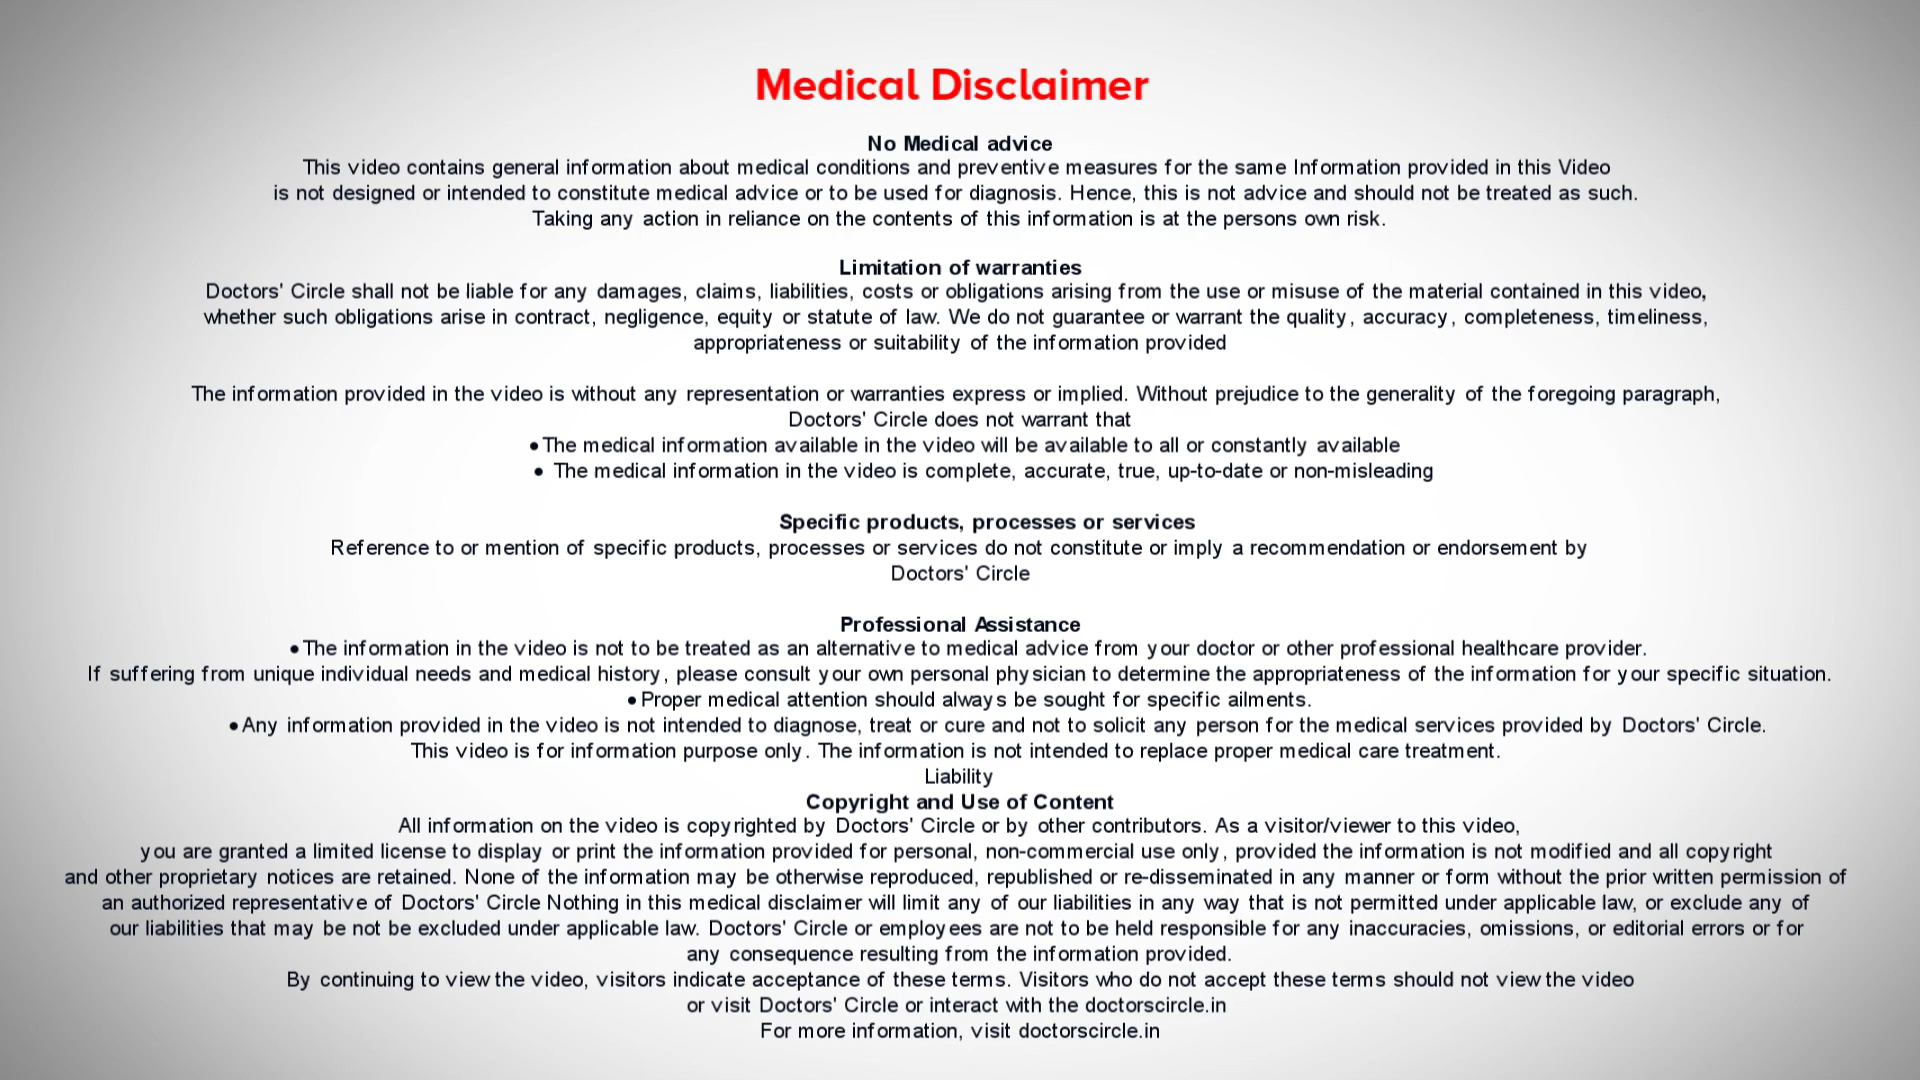 Medical Disclaimer
No Medical advice
This video contains general information about medical conditions and preventive measures for the same Information provided in this Video
is not designed or intended to constitute medical advice or to be used for diagnosis. Hence, this is not advice and should not be treated as such.
Taking any action in reliance on the contents of this information is at the persons own risk.
Limitation of warranties
Doctors' Circle shall not be liable for any damages, claims, liabilities, costs or obligations arising from the use or misuse of the material contained in this video,
whether such obligations arise in contract, negligence, equity or statute of law. We do not guarantee or warrant the quality, accuracy, completeness, timeliness,
appropriateness or suitability of the information provided
The information provided in the video is without any representation or warranties express or implied. Without prejudice to the generality of the foregoing paragraph,
Doctors' Circle does not warrant that
• The medical information available in the video will be available to all or constantly available
• The medical information in the video is complete, accurate, true, up-to-date or non-misleading
Specific products, processes or services
Reference to or mention of specific products, processes or services do not constitute or imply a recommendation or endorsement by
Doctors' Circle
Professional Assistance
• The information in the video is not to be treated as an alternative to medical advice from your doctor or other professional healthcare provider.
If suffering from unique individual needs and medical history, please consult your own personal physician to determine the appropriateness of the information for your specific situation.
• Proper medical attention should always be sought for specific ailments.
• Any information provided in the video is not intended to diagnose, treat or cure and not to solicit any person for the medical services provided by Doctors' Circle.
This video is for information purpose only. The information is not intended to replace proper medical care treatment.
Liability
Copyright and Use of Content
All information on the video is copyrighted by Doctors' Circle or by other contributors. As a visitor/viewer to this video,
you are granted a limited license to display or print the information provided for personal, non-commercial use only, provided the information is not modified and all copyright
and other proprietary notices are retained. None of the information may be otherwise reproduced, republished or re-disseminated in any manner or form without the prior written permission of
an authorized representative of Doctors' Circle Nothing in this medical disclaimer will limit any of our liabilities in any way that is not permitted under applicable law, or exclude any of
our liabilities that may be not be excluded under applicable law. Doctors' Circle or employees are not to be held responsible for any inaccuracies, omissions, or editorial errors or for
any consequence resulting from the information provided.
By continuing to view the video, visitors indicate acceptance of these terms. Visitors who do not accept these terms should not view the video
or visit Doctors' Circle or interact with the doctorscircle.in
For more information, visit doctorscircle.in